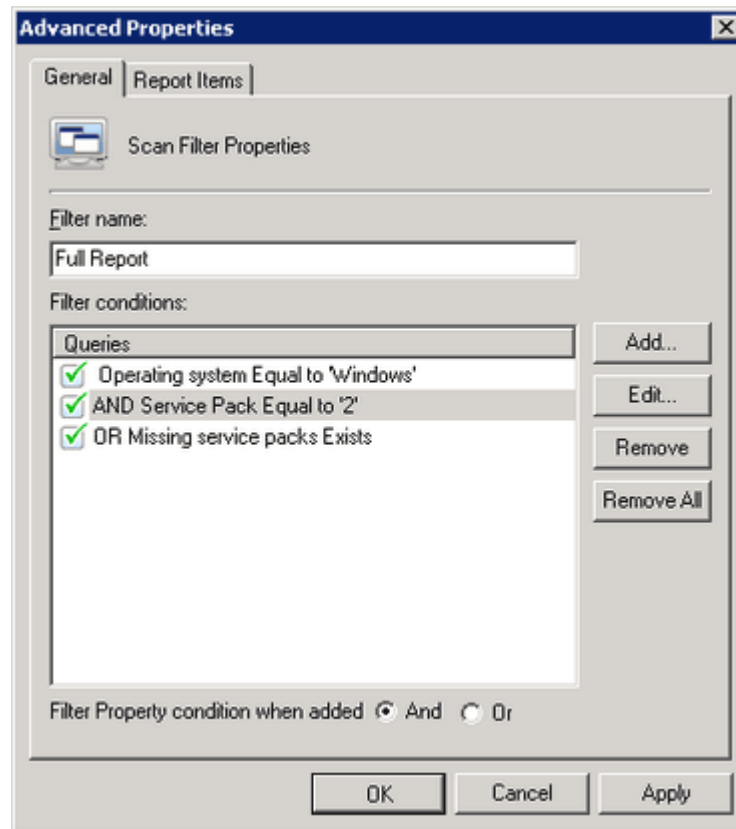 Advanced Properties
General
Report Items
Scan Filter Properties
Filter name:
Full Report
Filter conditions:
Queries
Operating system Equal to 'Windows'
AND Service Pack Equal to '2'
OR Missing service packs Exists
Add...
Edit...
Remove
Remove All
Filter Property condition when added And Or
OK
Cancel
Apply